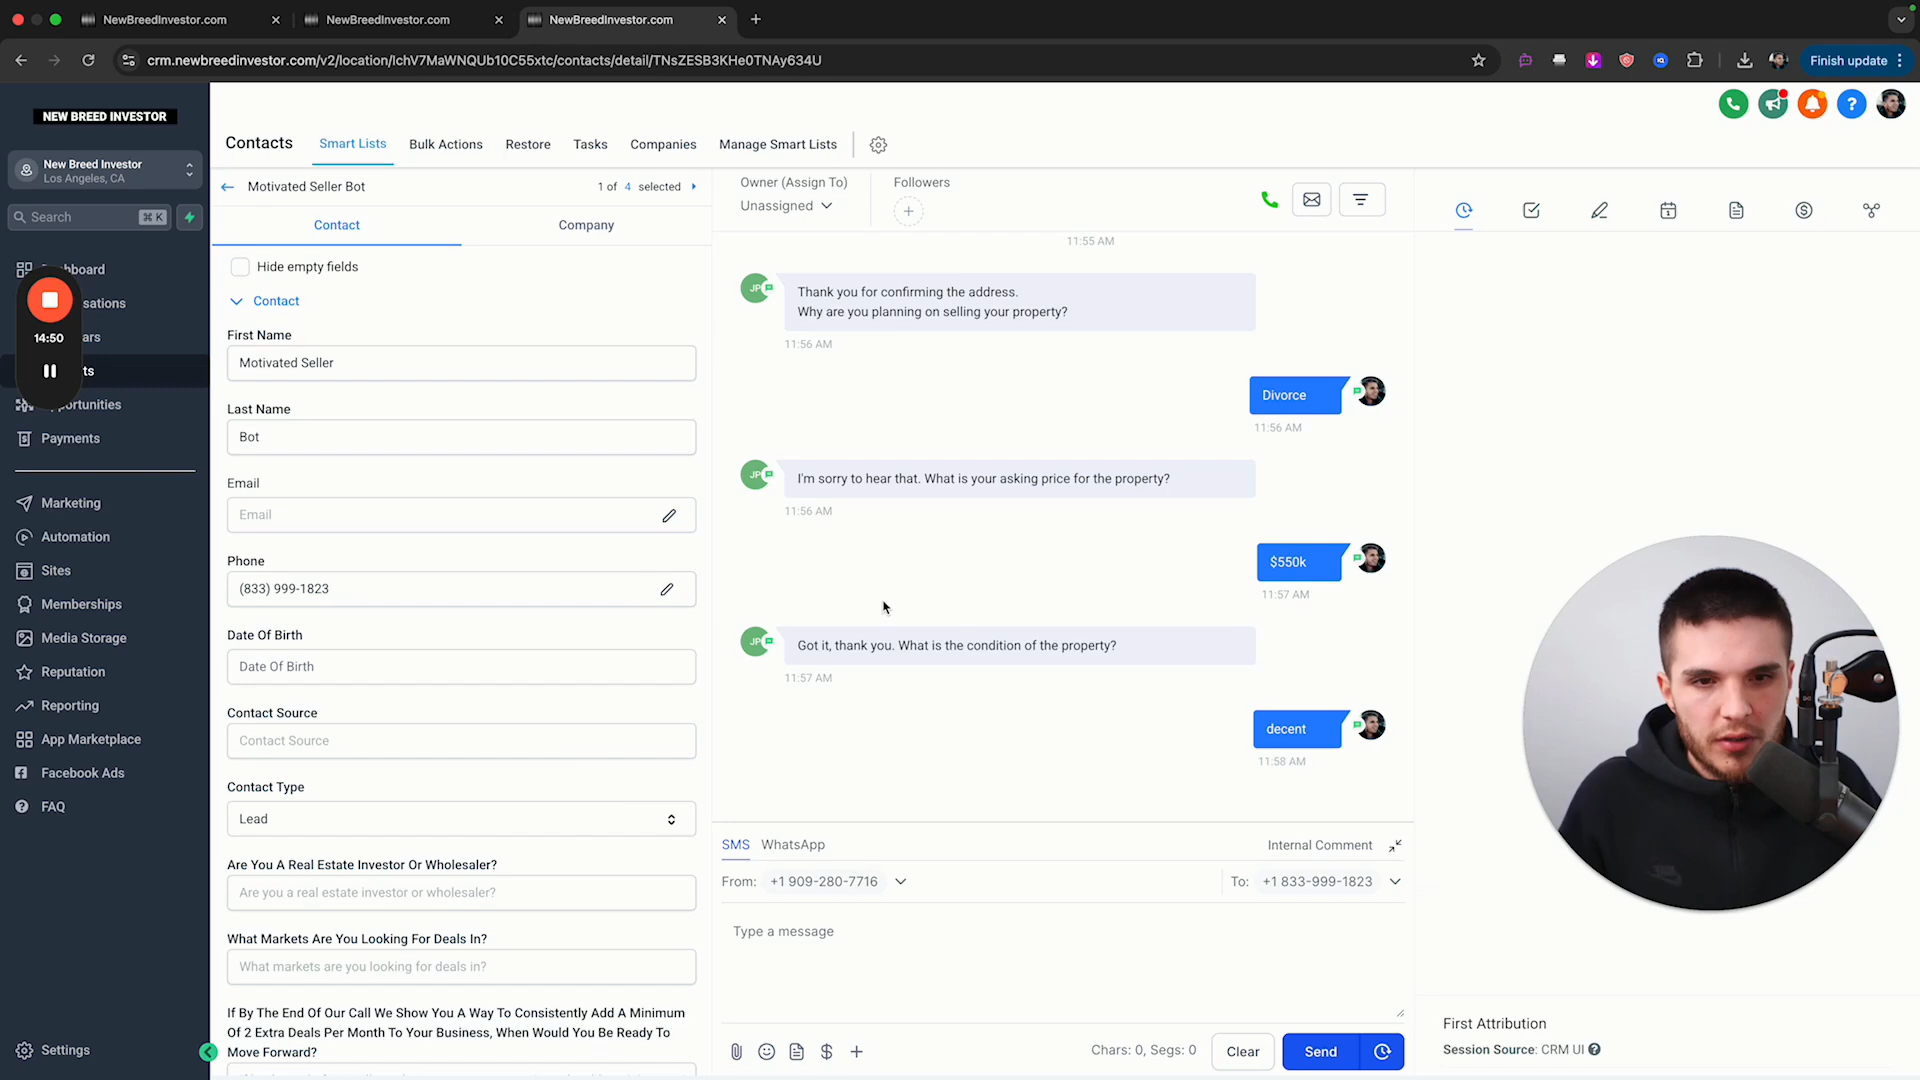 NewBreedInvestor.com
NewBreedInvestor.com
NewBreedInvestor.com
crm.newbreedinvestor.com/v2/location/IchV7MaWNQUb10C55xtc/contacts/detail/TNsZESB3KHe0TNAy634U
Finish update
NEW BREED INVESTOR
New Breed Investor
Los Angeles, CA
Search
⌘ K
14:50
Payments
Marketing
Automation
Sites
Memberships
Media Storage
Reputation
Reporting
App Marketplace
Facebook Ads
FAQ
Settings
Contacts
Smart Lists
Bulk Actions
Restore
Tasks
Companies
Manage Smart Lists
Motivated Seller Bot
1 of 4 selected
Contact
Company
Hide empty fields
Contact
First Name
Motivated Seller
Last Name
Bot
Email
Email
Phone
(833) 999-1823
Date Of Birth
Date Of Birth
Contact Source
Contact Source
Contact Type
Lead
Are You A Real Estate Investor Or Wholesaler?
Are you a real estate investor or wholesaler?
What Markets Are You Looking For Deals In?
What markets are you looking for deals in?
If By The End Of Our Call We Show You A Way To Consistently Add A Minimum
Of 2 Extra Deals Per Month To Your Business, When Would You Be Ready To
Move Forward?
Owner (Assign To)
Unassigned
Followers
11:55 AM
JP
Thank you for confirming the address.
Why are you planning on selling your property?
11:56 AM
Divorce
11:56 AM
JP
I'm sorry to hear that. What is your asking price for the property?
11:56 AM
$550k
11:57 AM
JP
Got it, thank you. What is the condition of the property?
11:57 AM
decent
11:58 AM
SMS
WhatsApp
Internal Comment
From: +1 909-280-7716
To: +1 833-999-1823
Type a message
Chars: 0, Segs: 0
Clear
Send
First Attribution
Session Source: CRM UI